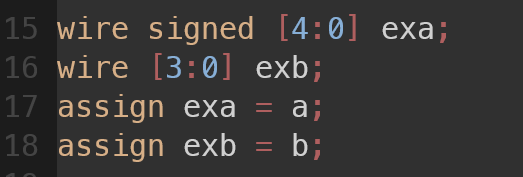 15 wire signed [4:0] exa;
16 wire [3:0] exb;
17 assign exa = a;
18 assign exb = b;